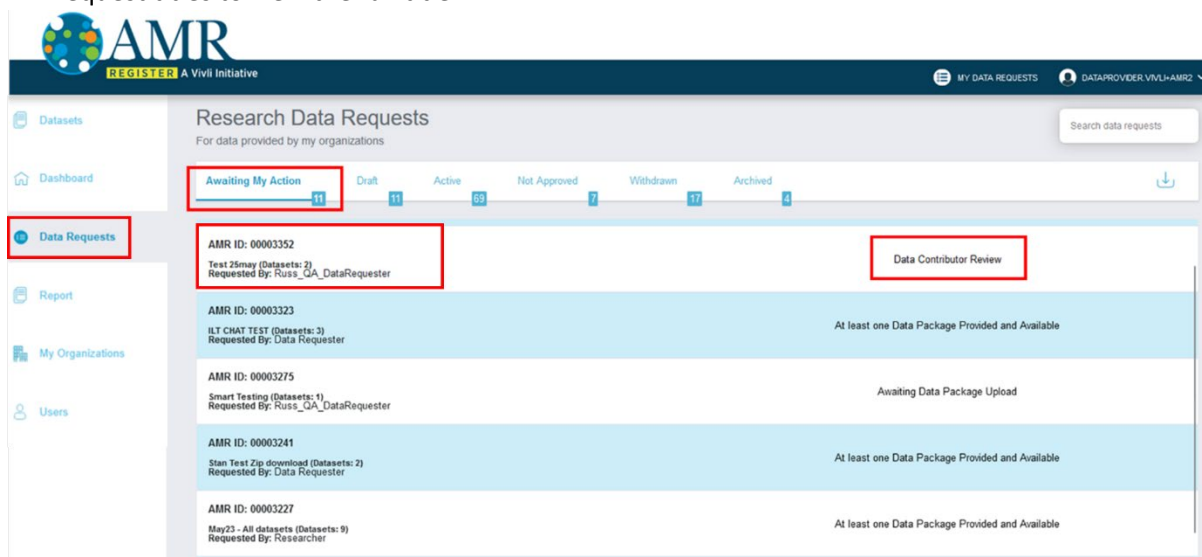 AMR
REGISTER A Vivli Initiative
MY DATA REQUESTS
DATAPROVIDER.VIVLI+AMR2
Datasets
Dashboard
Data Requests
Report
My Organizations
Users
Research Data Requests
For data provided by my organizations
Search data requests
Awaiting My Action 11
Draft 11
Active 69
Not Approved 7
Withdrawn 17
Archived 4
AMR ID: 00003352
Test 25may (Datasets: 2)
Requested By: Russ_QA_DataRequester
Data Contributor Review
AMR ID: 00003323
ILT CHAT TEST (Datasets: 3)
Requested By: Data Requester
At least one Data Package Provided and Available
AMR ID: 00003275
Smart Testing (Datasets: 1)
Requested By: Russ_QA_DataRequester
Awaiting Data Package Upload
AMR ID: 00003241
Stan Test Zip download (Datasets: 2)
Requested By: Data Requester
At least one Data Package Provided and Available
AMR ID: 00003227
May23 - All datasets (Datasets: 9)
Requested By: Researcher
At least one Data Package Provided and Available